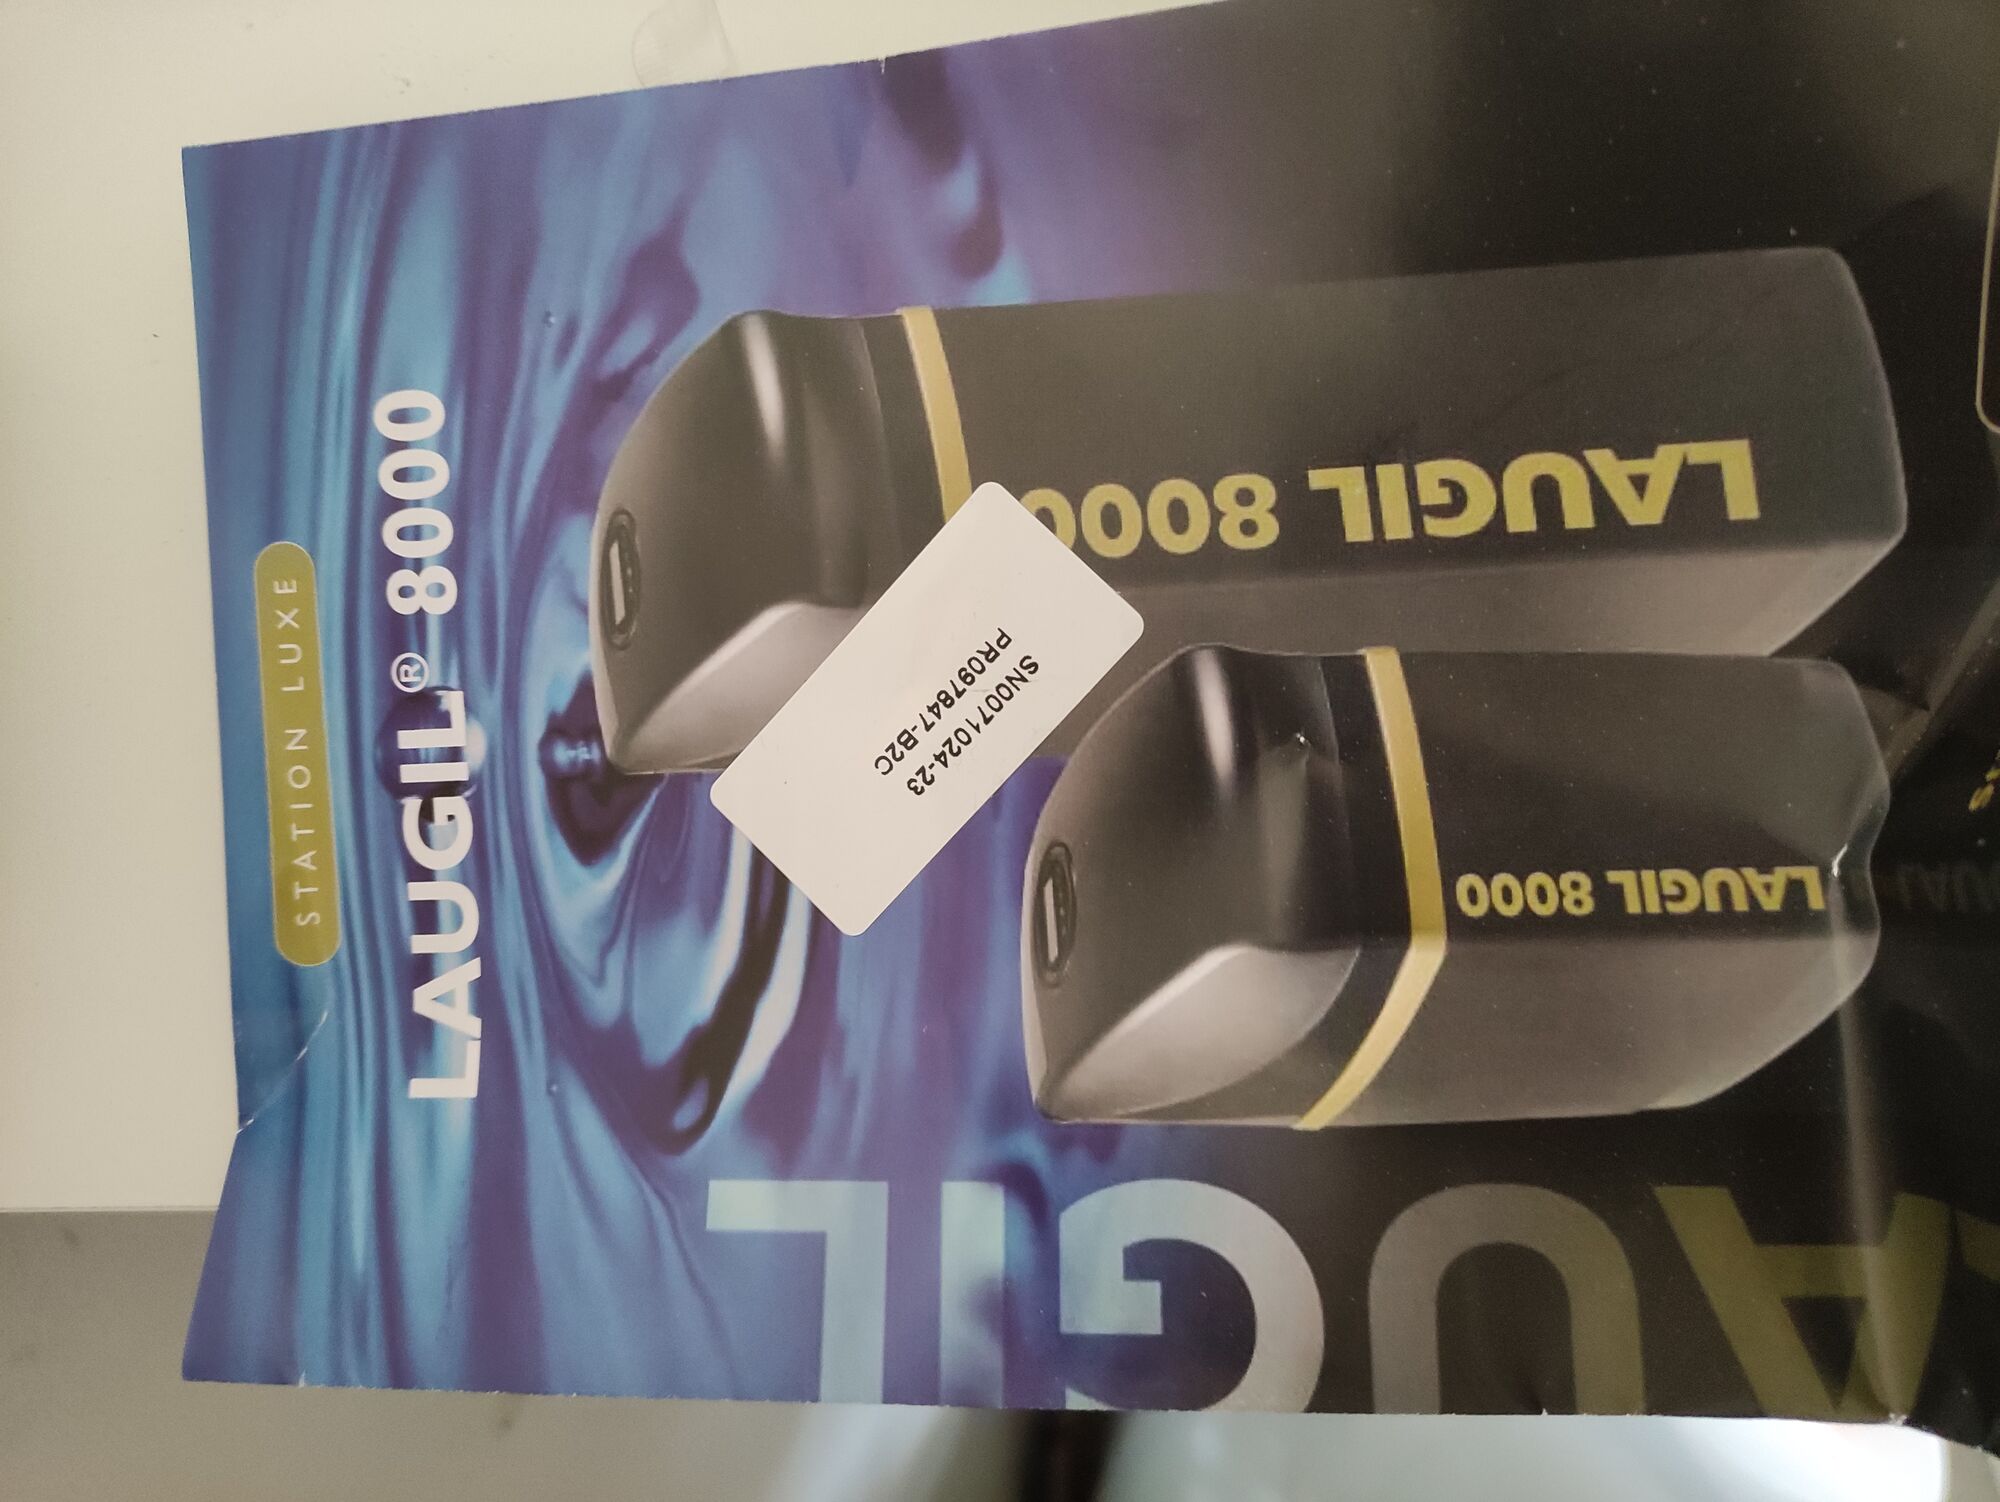 STATION LUXE
LAUGIL® 8000
LAUGIL 8000
SN0071024-23
PR097847-B2C
LAUGIL 8000
LAUGIL